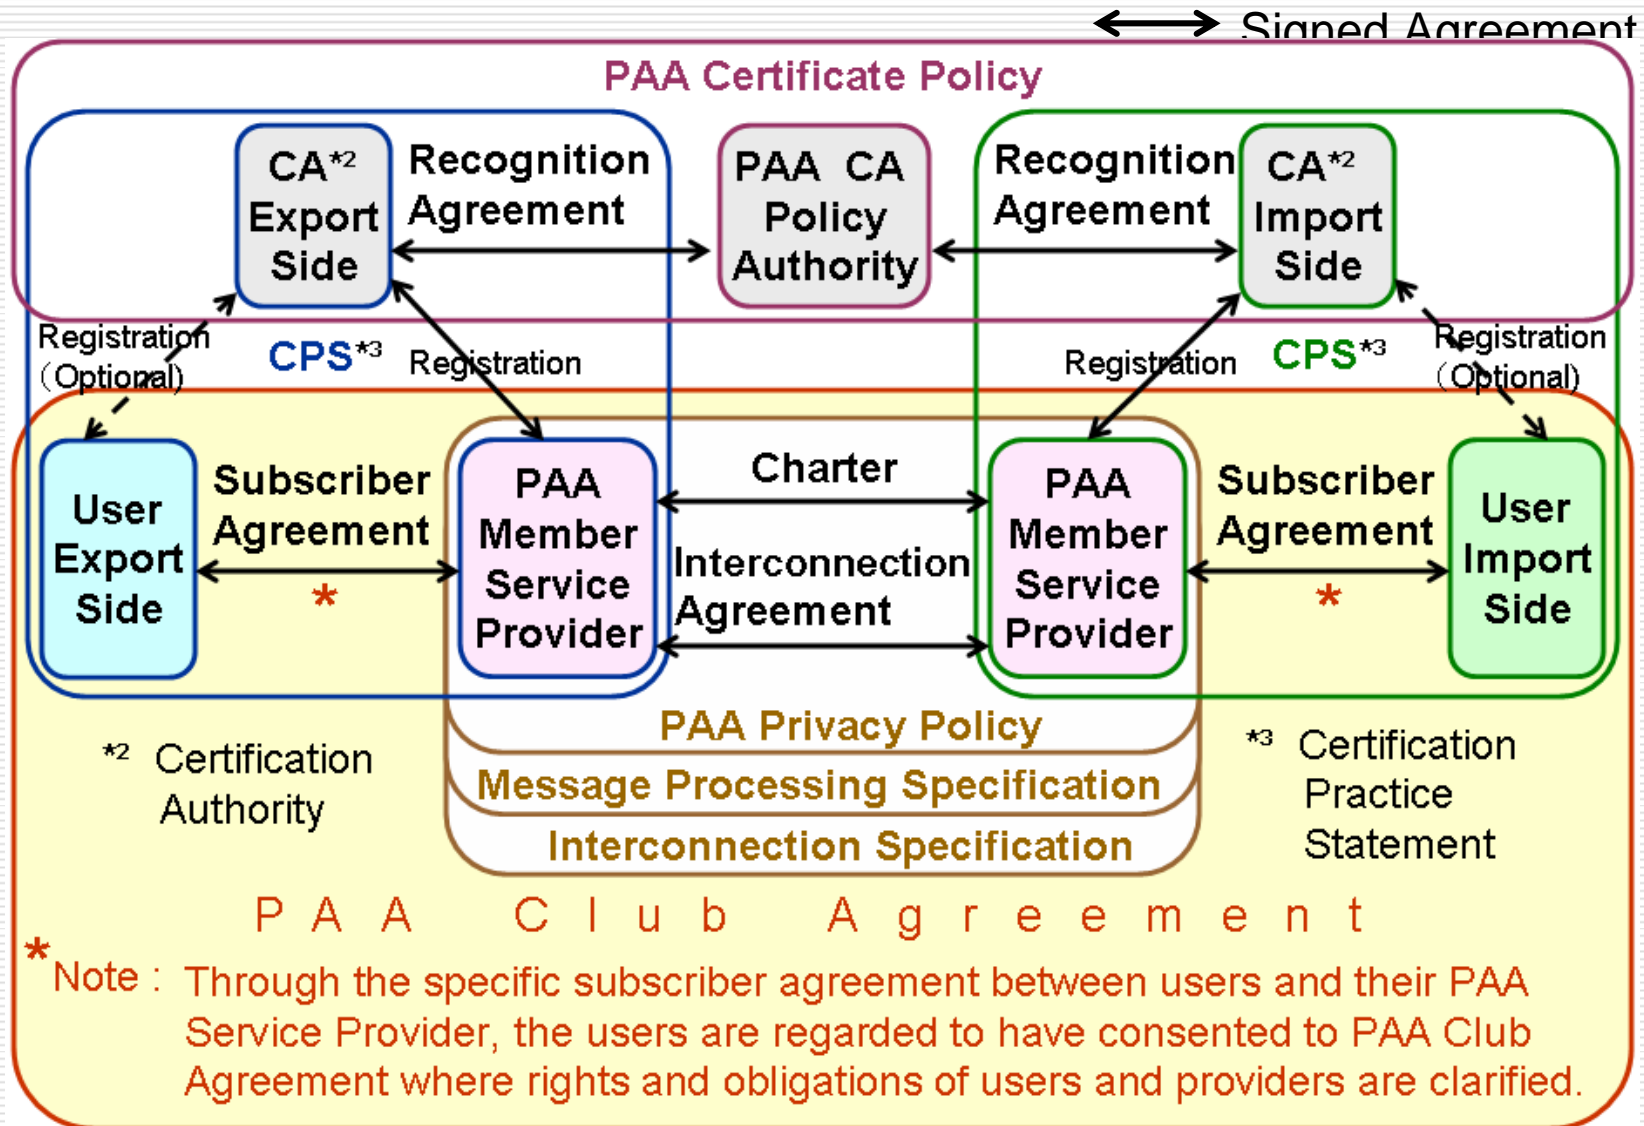 Signed Agreement
PAA Certificate Policy
CA*2
Export
Side
Recognition
Agreement
PAA CA
Policy
Authority
Recognition
Agreement
CA*2
Import
Side
Registration
（Optional)
CPS*3
Registration
Registration
CPS*3
Registration
（Optional)
User
Export
Side
Subscriber
Agreement
*
PAA
Member
Service
Provider
Charter
Interconnection
Agreement
PAA
Member
Service
Provider
Subscriber
Agreement
*
User
Import
Side
PAA Privacy Policy
Message Processing Specification
Interconnection Specification
*2 Certification
Authority
*3 Certification
Practice
Statement
PAA Club Agreement
*Note : Through the specific subscriber agreement between users and their PAA
Service Provider, the users are regarded to have consented to PAA Club
Agreement where rights and obligations of users and providers are clarified.